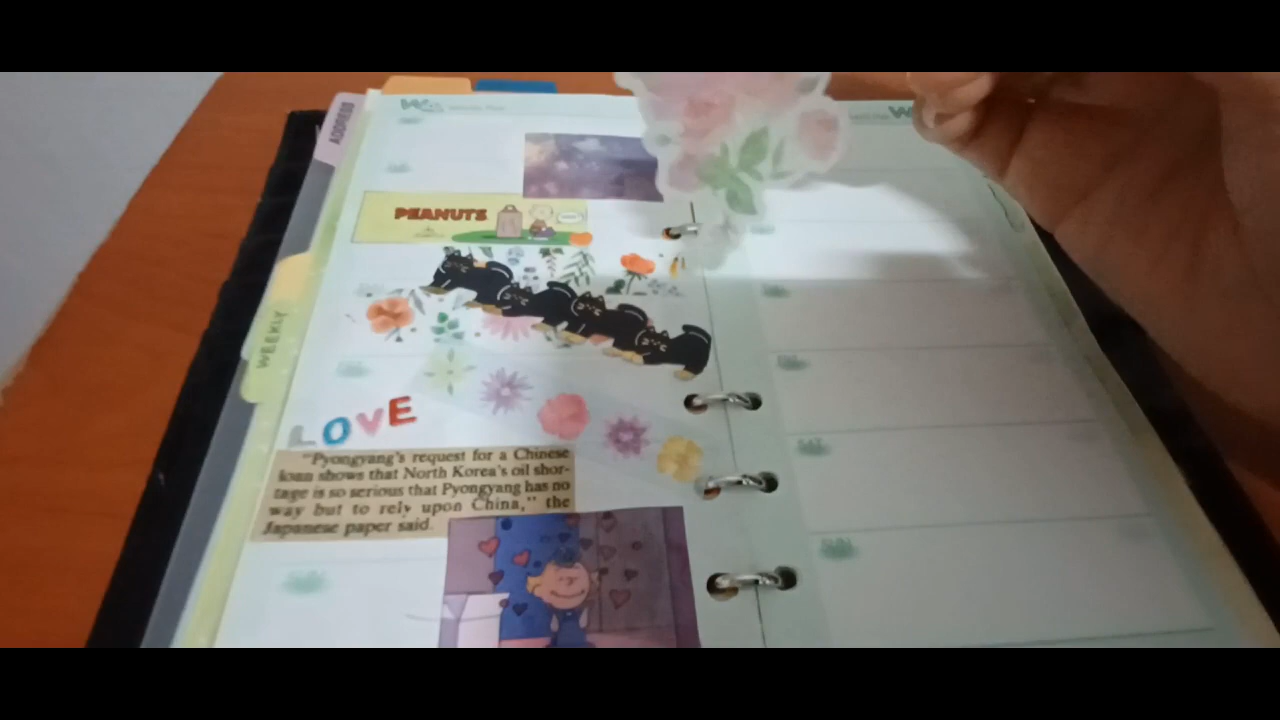 ADDRESS
PEANUTS
WEEKLY
LOVE
"Pyongyang's request for a Chinese
loan shows that North Korea's oil shor-
tage is so serious that Pyongyang has no
way but to rely upon China," the
Japanese paper said.